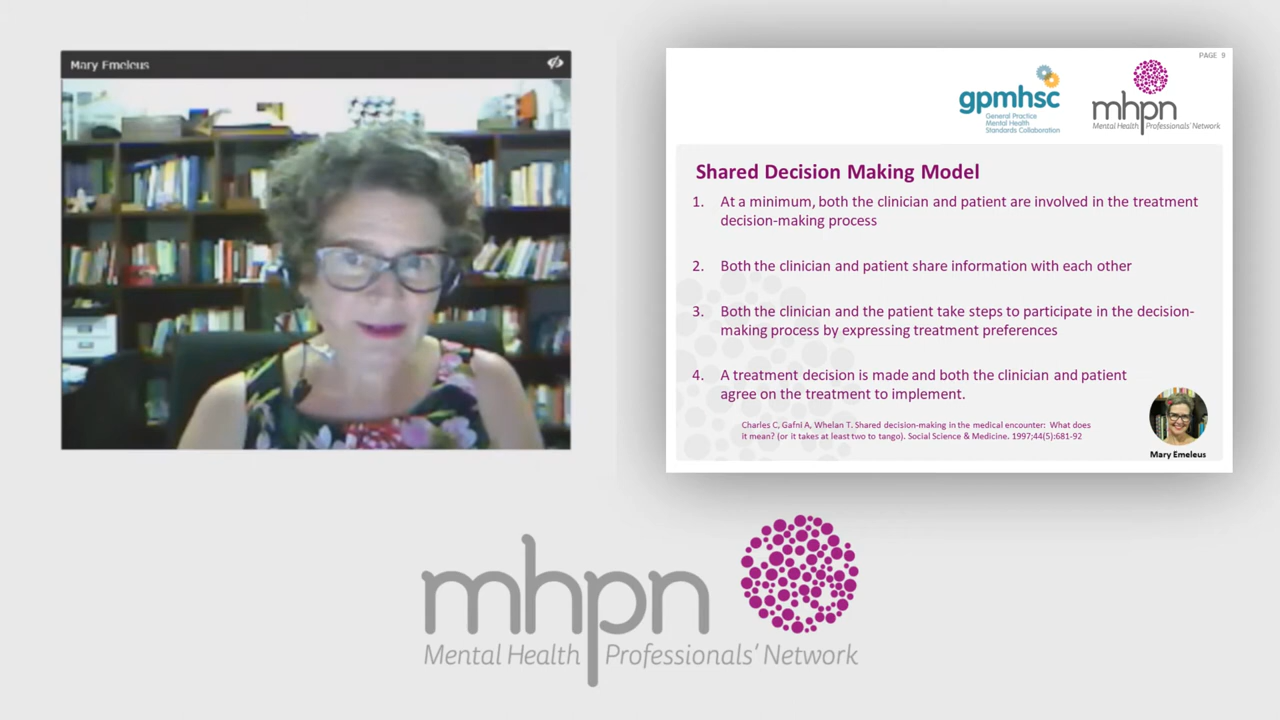 Mary Emeleus
PAGE 9
gpmhsc
General Practice
Mental Health
Standards Collaboration
mhpn
Mental Health Professionals' Network
Shared Decision Making Model
1. At a minimum, both the clinician and patient are involved in the treatment
decision-making process
2. Both the clinician and patient share information with each other
3. Both the clinician and the patient take steps to participate in the decision-
making process by expressing treatment preferences
4. A treatment decision is made and both the clinician and patient
agree on the treatment to implement.
Charles C, Gafni A, Whelan T. Shared decision-making in the medical encounter: What does
it mean? (or it takes at least two to tango). Social Science & Medicine. 1997;44(5):681-92
Mary Emeleus
mhpn
Mental Health Professionals' Network